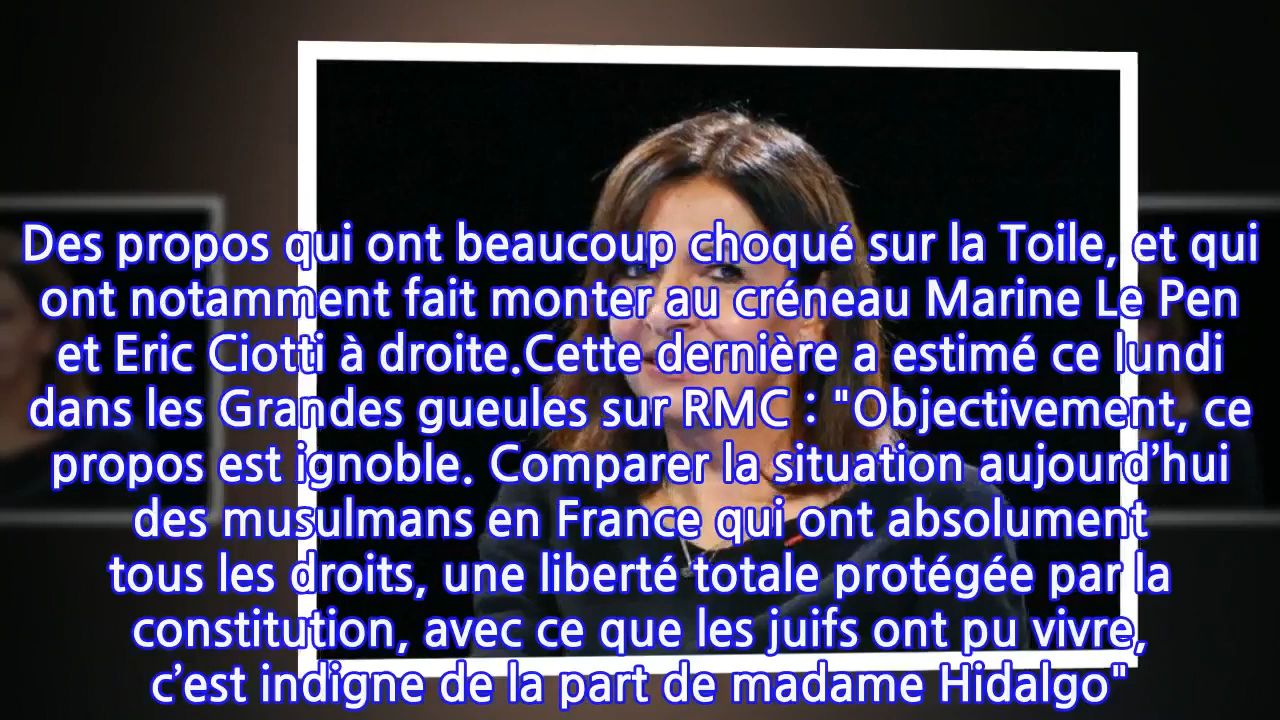 Des propos qui ont beaucoup choqué sur la Toile, et qui
ont notamment fait monter au créneau Marine Le Pen
et Eric Ciotti à droite.Cette dernière a estimé ce lundi
dans les Grandes gueules sur RMC : "Objectivement, ce
propos est ignoble. Comparer la situation aujourd’hui
des musulmans en France qui ont absolument
tous les droits, une liberté totale protégée par la
constitution, avec ce que les juifs ont pu vivre,
c’est indigne de la part de madame Hidalgo"